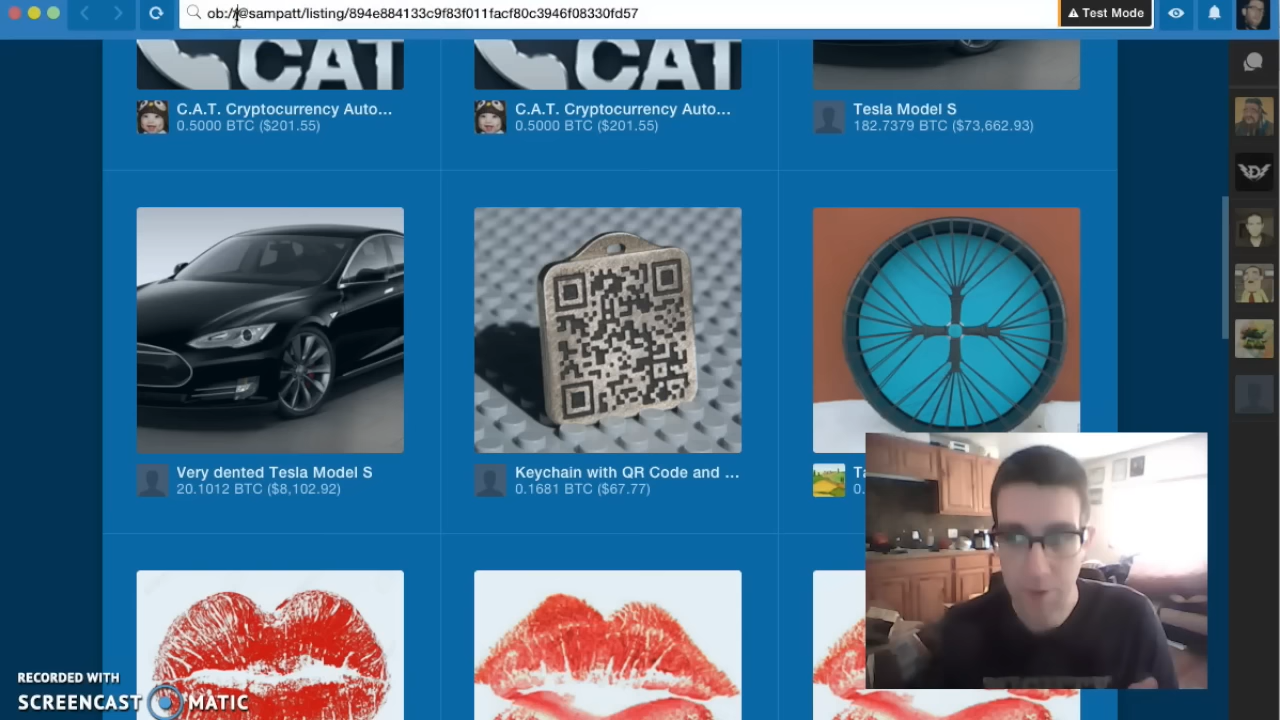 ob://@sampatt/listing/894e884133c9f83f011facf80c3946f08330fd57
Test Mode
CAT
CAT
C.A.T. Cryptocurrency Auto...
0.5000 BTC ($201.55)
C.A.T. Cryptocurrency Auto...
0.5000 BTC ($201.55)
Tesla Model S
182.7379 BTC ($73,662.93)
Very dented Tesla Model S
20.1012 BTC ($8,102.92)
Keychain with QR Code and ...
0.1681 BTC ($67.77)
RECORDED WITH
SCREENCAST MATIC